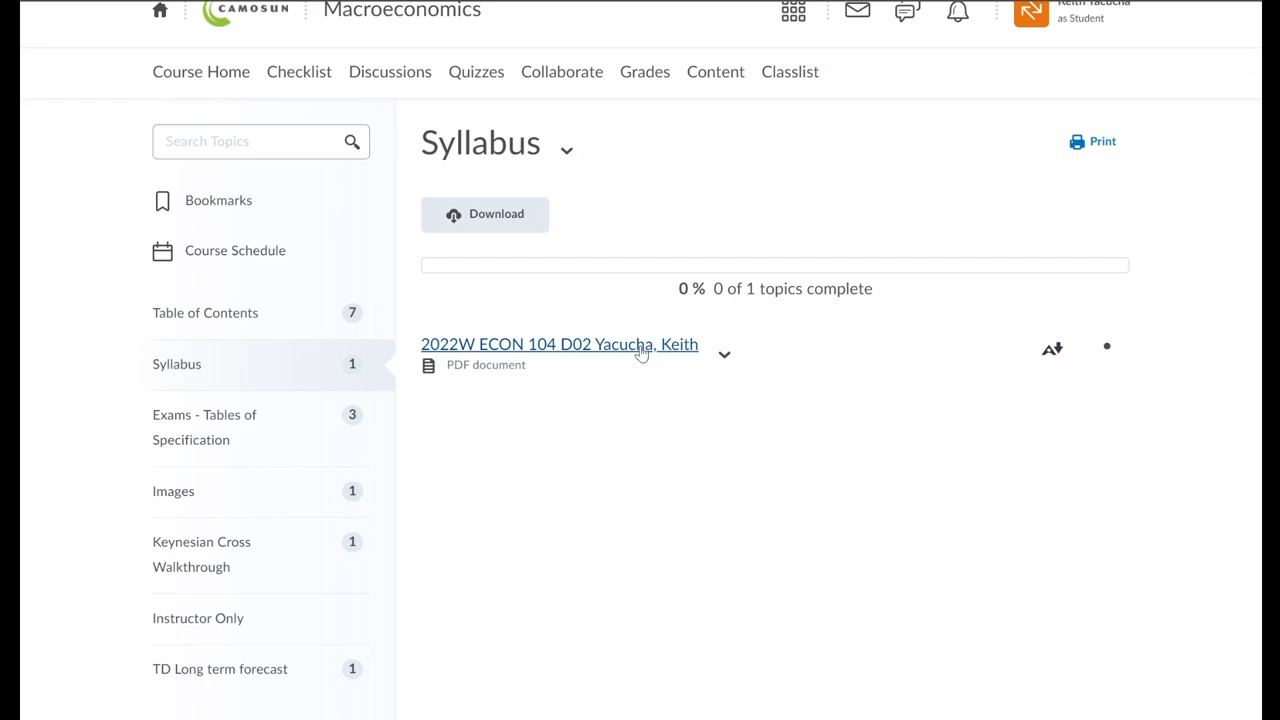 CAMOSUN
Macroeconomics
Keith Yacucha
as Student
Course Home Checklist Discussions Quizzes Collaborate Grades Content Classlist
Search Topics
Bookmarks
Course Schedule
Table of Contents 7
Syllabus 1
Exams - Tables of
Specification 3
Images 1
Keynesian Cross
Walkthrough 1
Instructor Only
TD Long term forecast 1
Syllabus
Print
Download
0 % 0 of 1 topics complete
2022W ECON 104 D02 Yacucha, Keith
PDF document